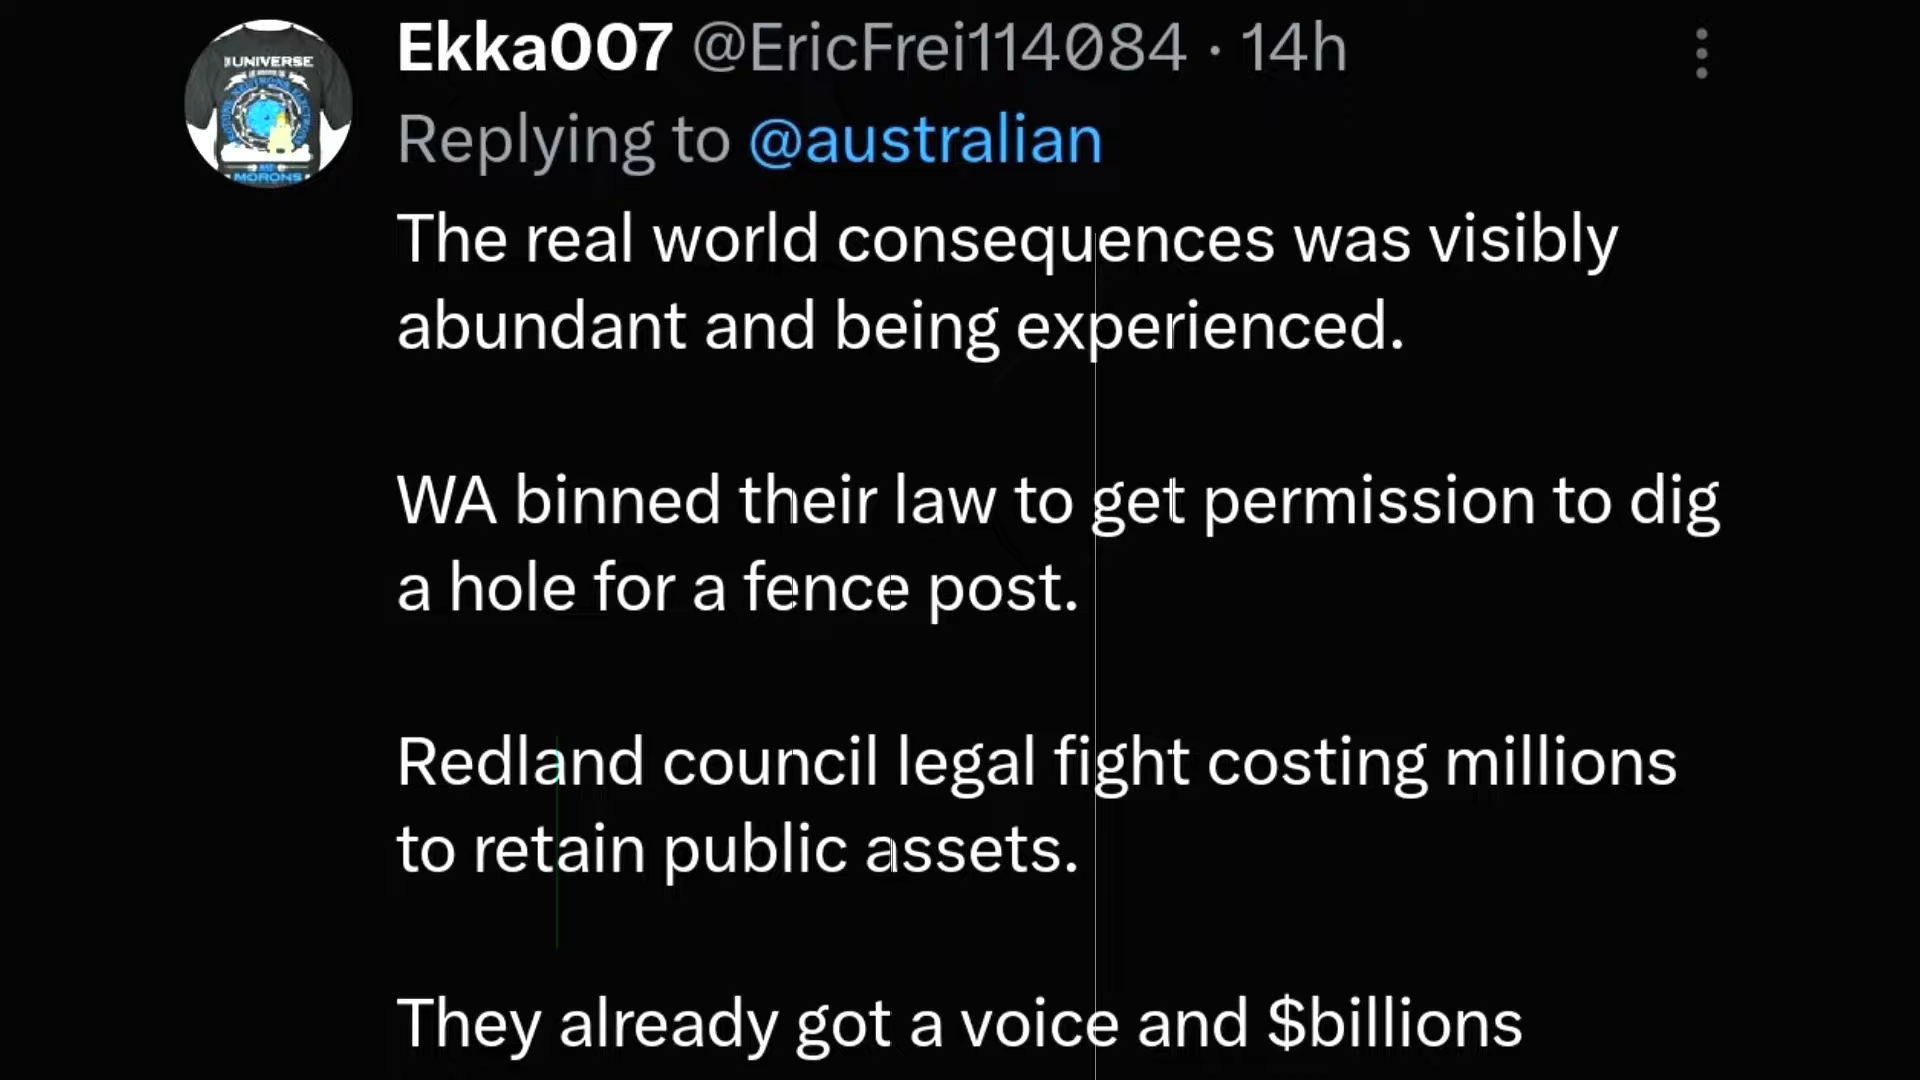 UNIVERSE
MORONS
Ekka007 @EricFrei114084 · 14h
Replying to @australian
The real world consequences was visibly
abundant and being experienced.
WA binned their law to get permission to dig
a hole for a fence post.
Redland council legal fight costing millions
to retain public assets.
They already got a voice and $billions